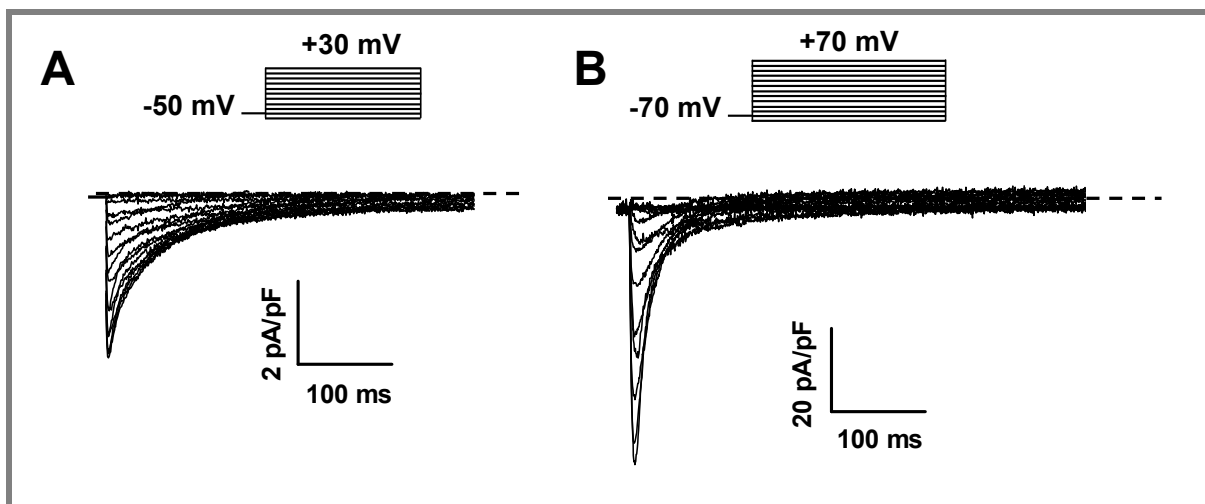 A
+30 mV
-50 mV
2 pA/pF
100 ms
B
+70 mV
-70 mV
20 pA/pF
100 ms